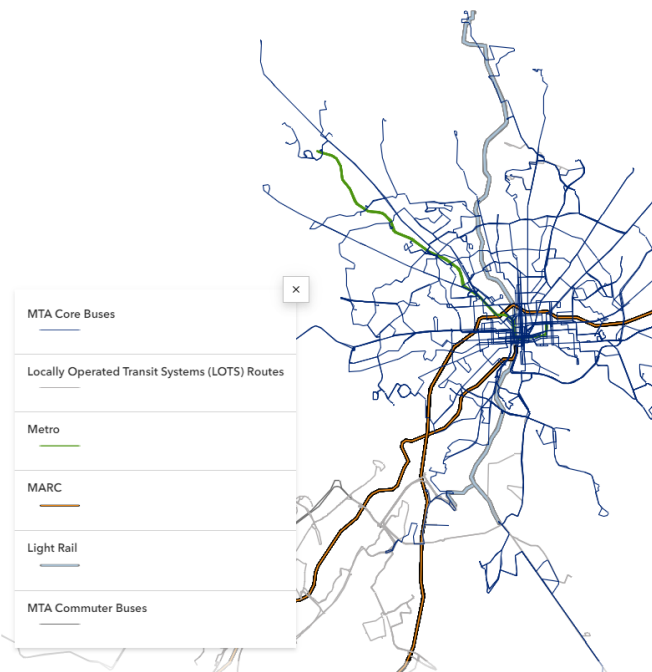 MTA Core Buses
Locally Operated Transit Systems (LOTS) Routes
Metro
MARC
Light Rail
MTA Commuter Buses